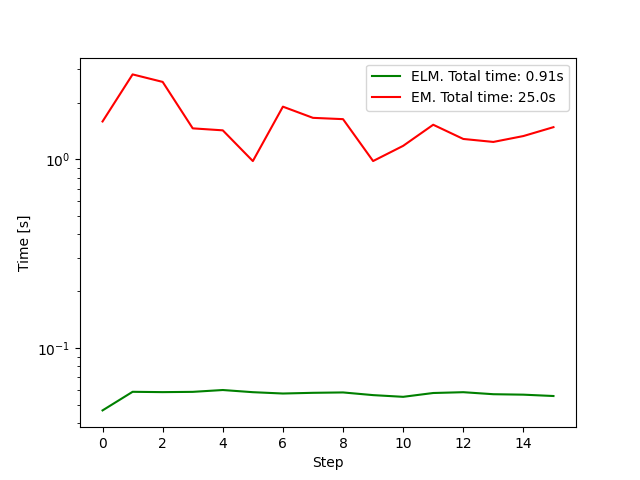 ELM. Total time: 0.91s
EM. Total time: 25.0s
10⁰
10⁻¹
Time [s]
0 2 4 6 8 10 12 14
Step